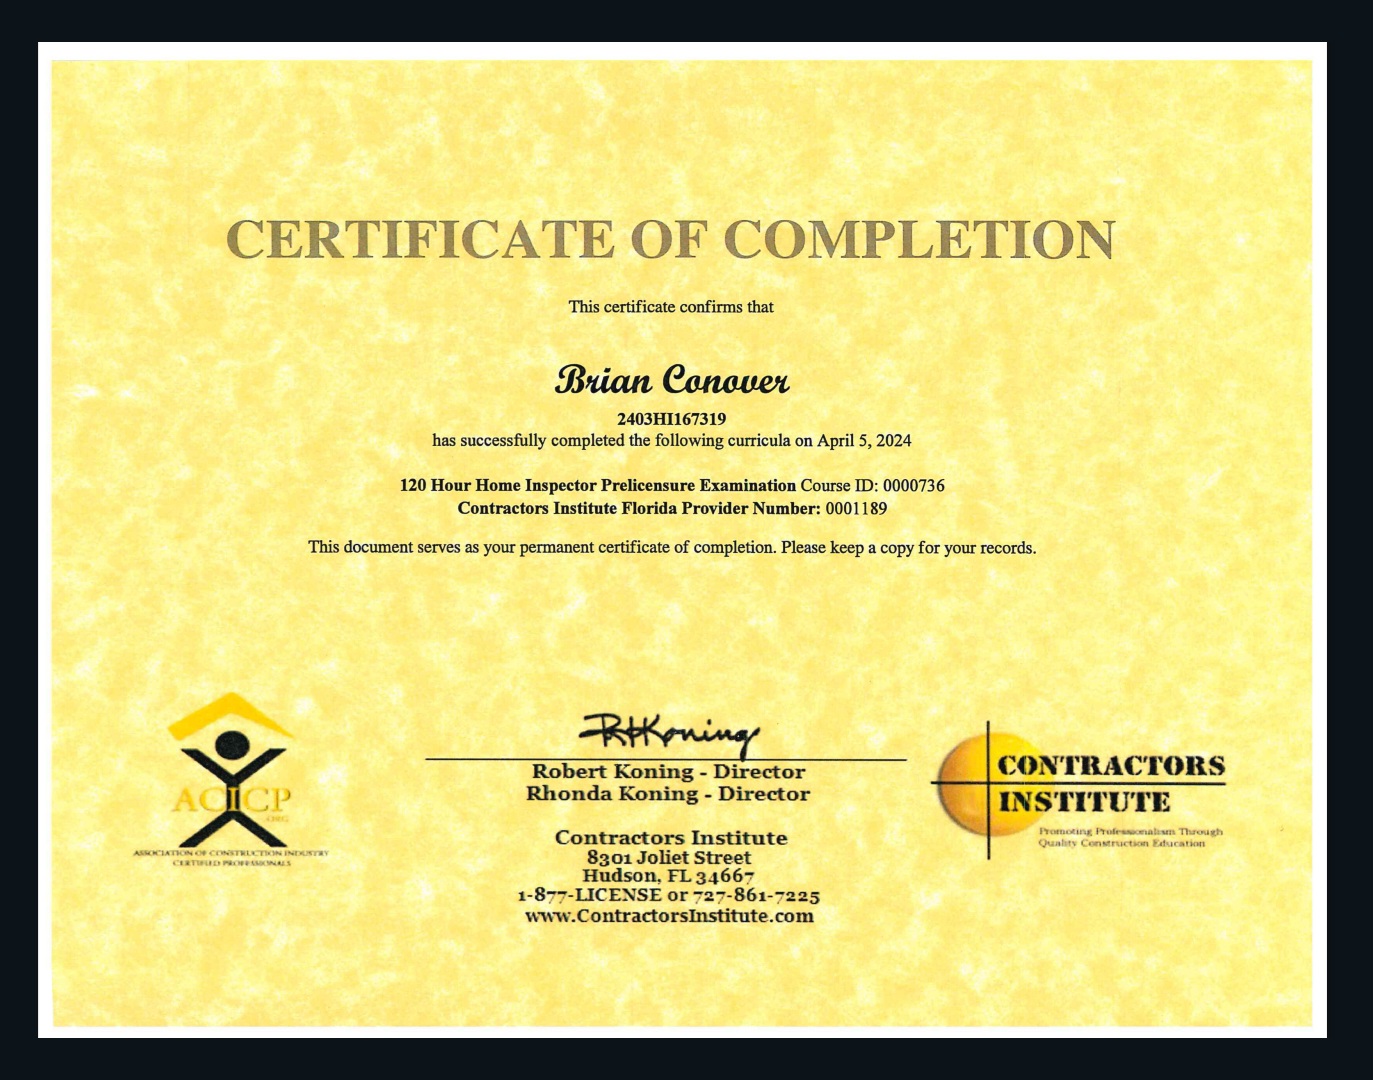 CERTIFICATE OF COMPLETION
This certificate confirms that
Brian Conover
2403HI167319
has successfully completed the following curricula on April 5, 2024
120 Hour Home Inspector Prelicensure Examination Course ID: 0000736
Contractors Institute Florida Provider Number: 0001189
This document serves as your permanent certificate of completion. Please keep a copy for your records.
RHKoning
Robert Koning - Director
Rhonda Koning - Director
Contractors Institute
8301 Joliet Street
Hudson, FL 34667
1-877-LICENSE or 727-861-7225
www.ContractorsInstitute.com
ACICP
ASSOCIATION OF CONSTRUCTION INDUSTRY
CERTIFIED PROFESSIONALS
CONTRACTORS
INSTITUTE
Promoting Professionalism Through
Quality Construction Education